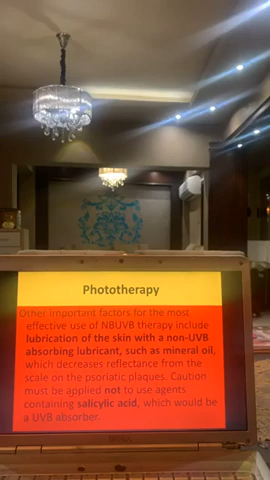 Phototherapy
Other important factors for the most
effective use of NBUVB therapy include
lubrication of the skin with a non-UVB
absorbing lubricant, such as mineral oil,
which decreases reflectance from the
scale on the psoriatic plaques. Caution
must be applied not to use agents
containing salicylic acid, which would be
a UVB absorber.